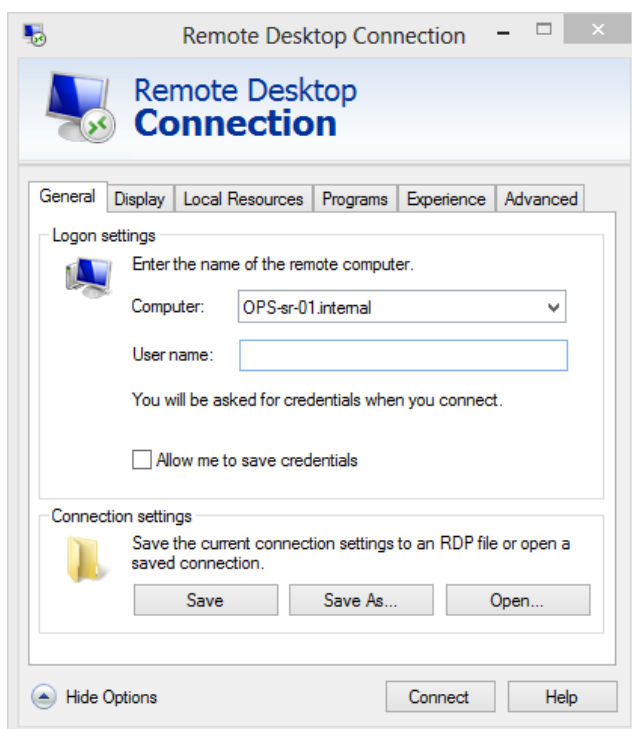 Remote Desktop Connection
Remote Desktop
Connection
General Display Local Resources Programs Experience Advanced
Logon settings
Enter the name of the remote computer.
Computer: OPS-sr-01.internal
User name:
You will be asked for credentials when you connect.
Allow me to save credentials
Connection settings
Save the current connection settings to an RDP file or open a
saved connection.
Save Save As... Open...
Hide Options Connect Help